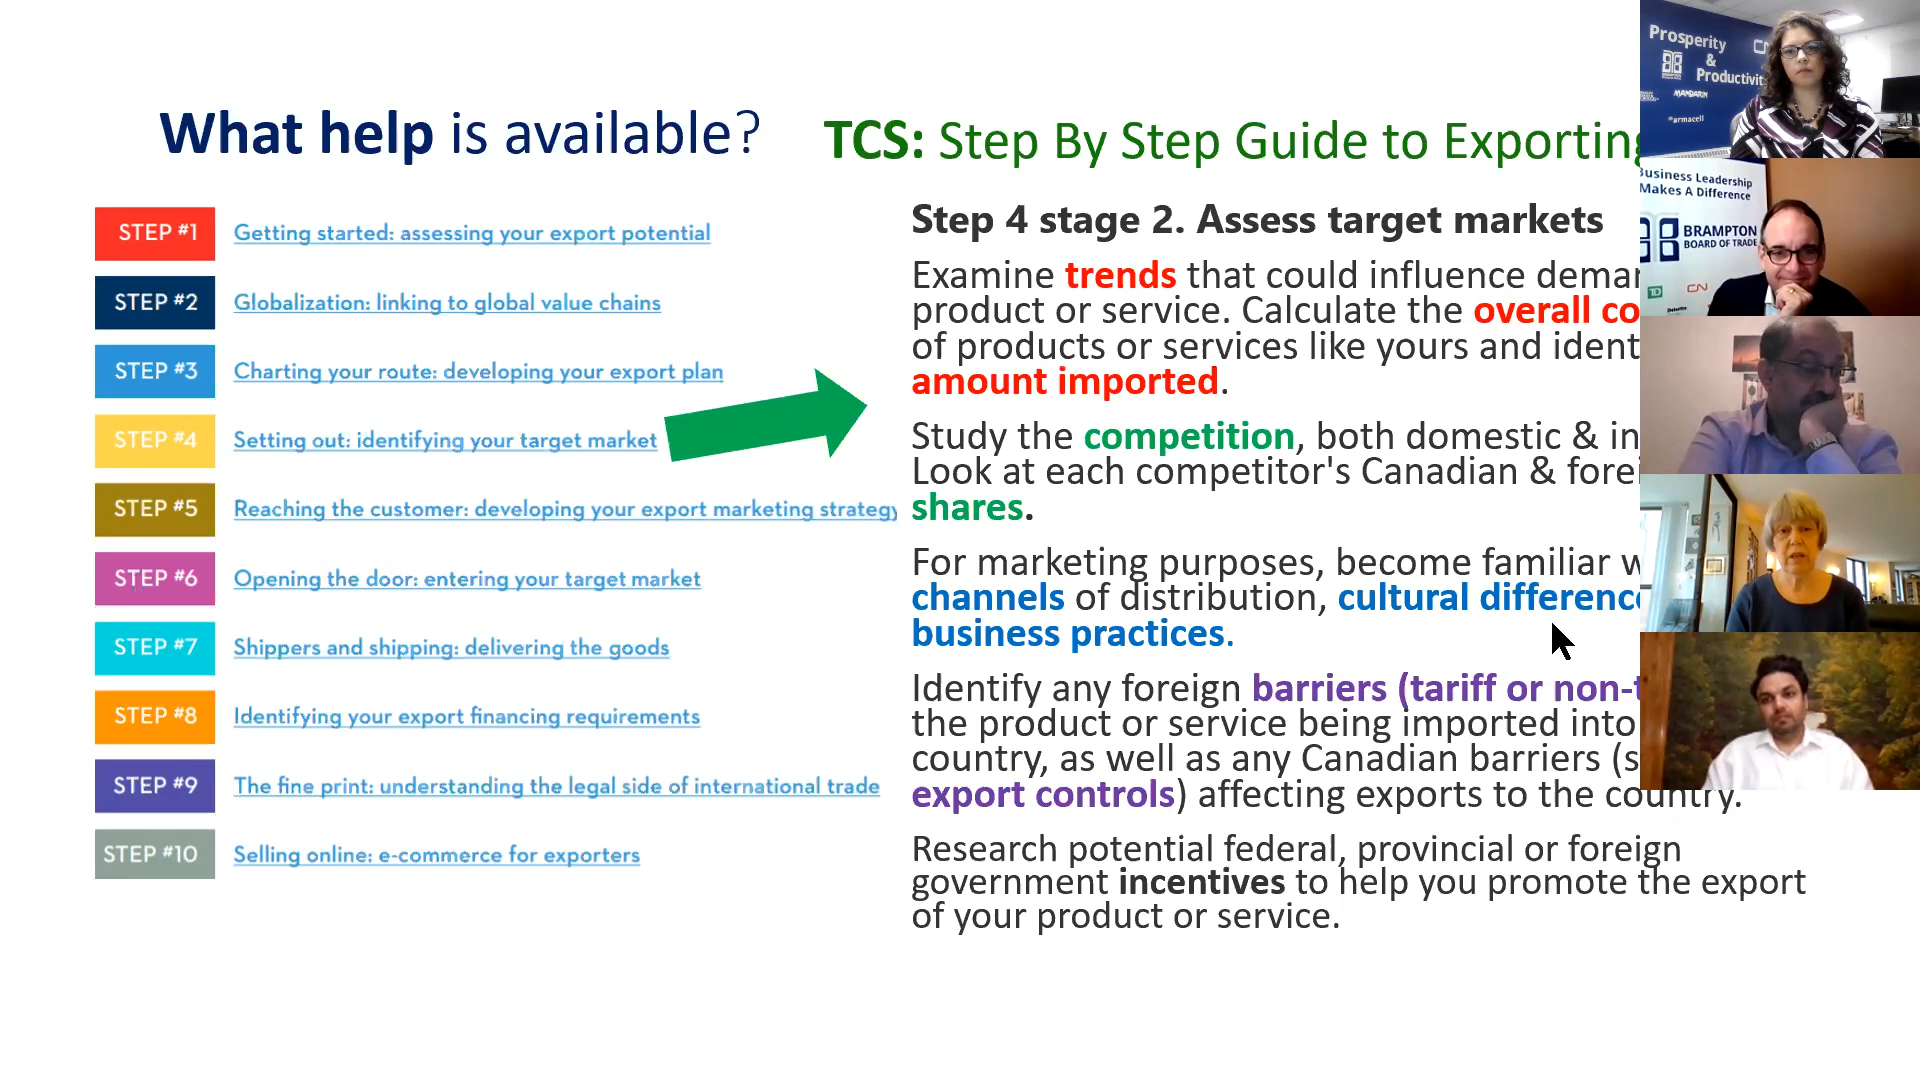 What help is available?
STEP #1 Getting started: assessing your export potential
STEP #2 Globalization: linking to global value chains
STEP #3 Charting your route: developing your export plan
STEP #4 Setting out: identifying your target market
STEP #5 Reaching the customer: developing your export marketing strategy
STEP #6 Opening the door: entering your target market
STEP #7 Shippers and shipping: delivering the goods
STEP #8 Identifying your export financing requirements
STEP #9 The fine print: understanding the legal side of international trade
STEP #10 Selling online: e-commerce for exporters
TCS: Step By Step Guide to Exporting
Step 4 stage 2. Assess target markets
Examine trends that could influence
product or service. Calculate the overall
of products or services like yours and
amount imported.
Study the competition, both domestic &
Look at each competitor's Canadian &
shares.
For marketing purposes, become familiar
channels of distribution, cultural
business practices.
Identify any foreign barriers (tariff or
the product or service being imported into
country, as well as any Canadian barriers
export controls) affecting exports to the country.
Research potential federal, provincial or foreign
government incentives to help you promote the export
of your product or service.
Prosperity
&
Productivit
MANDARIN
armacell
Business Leadership
Makes A Difference
BRAMPTON
BOARD OF TRADE
TD CN
Deloitte